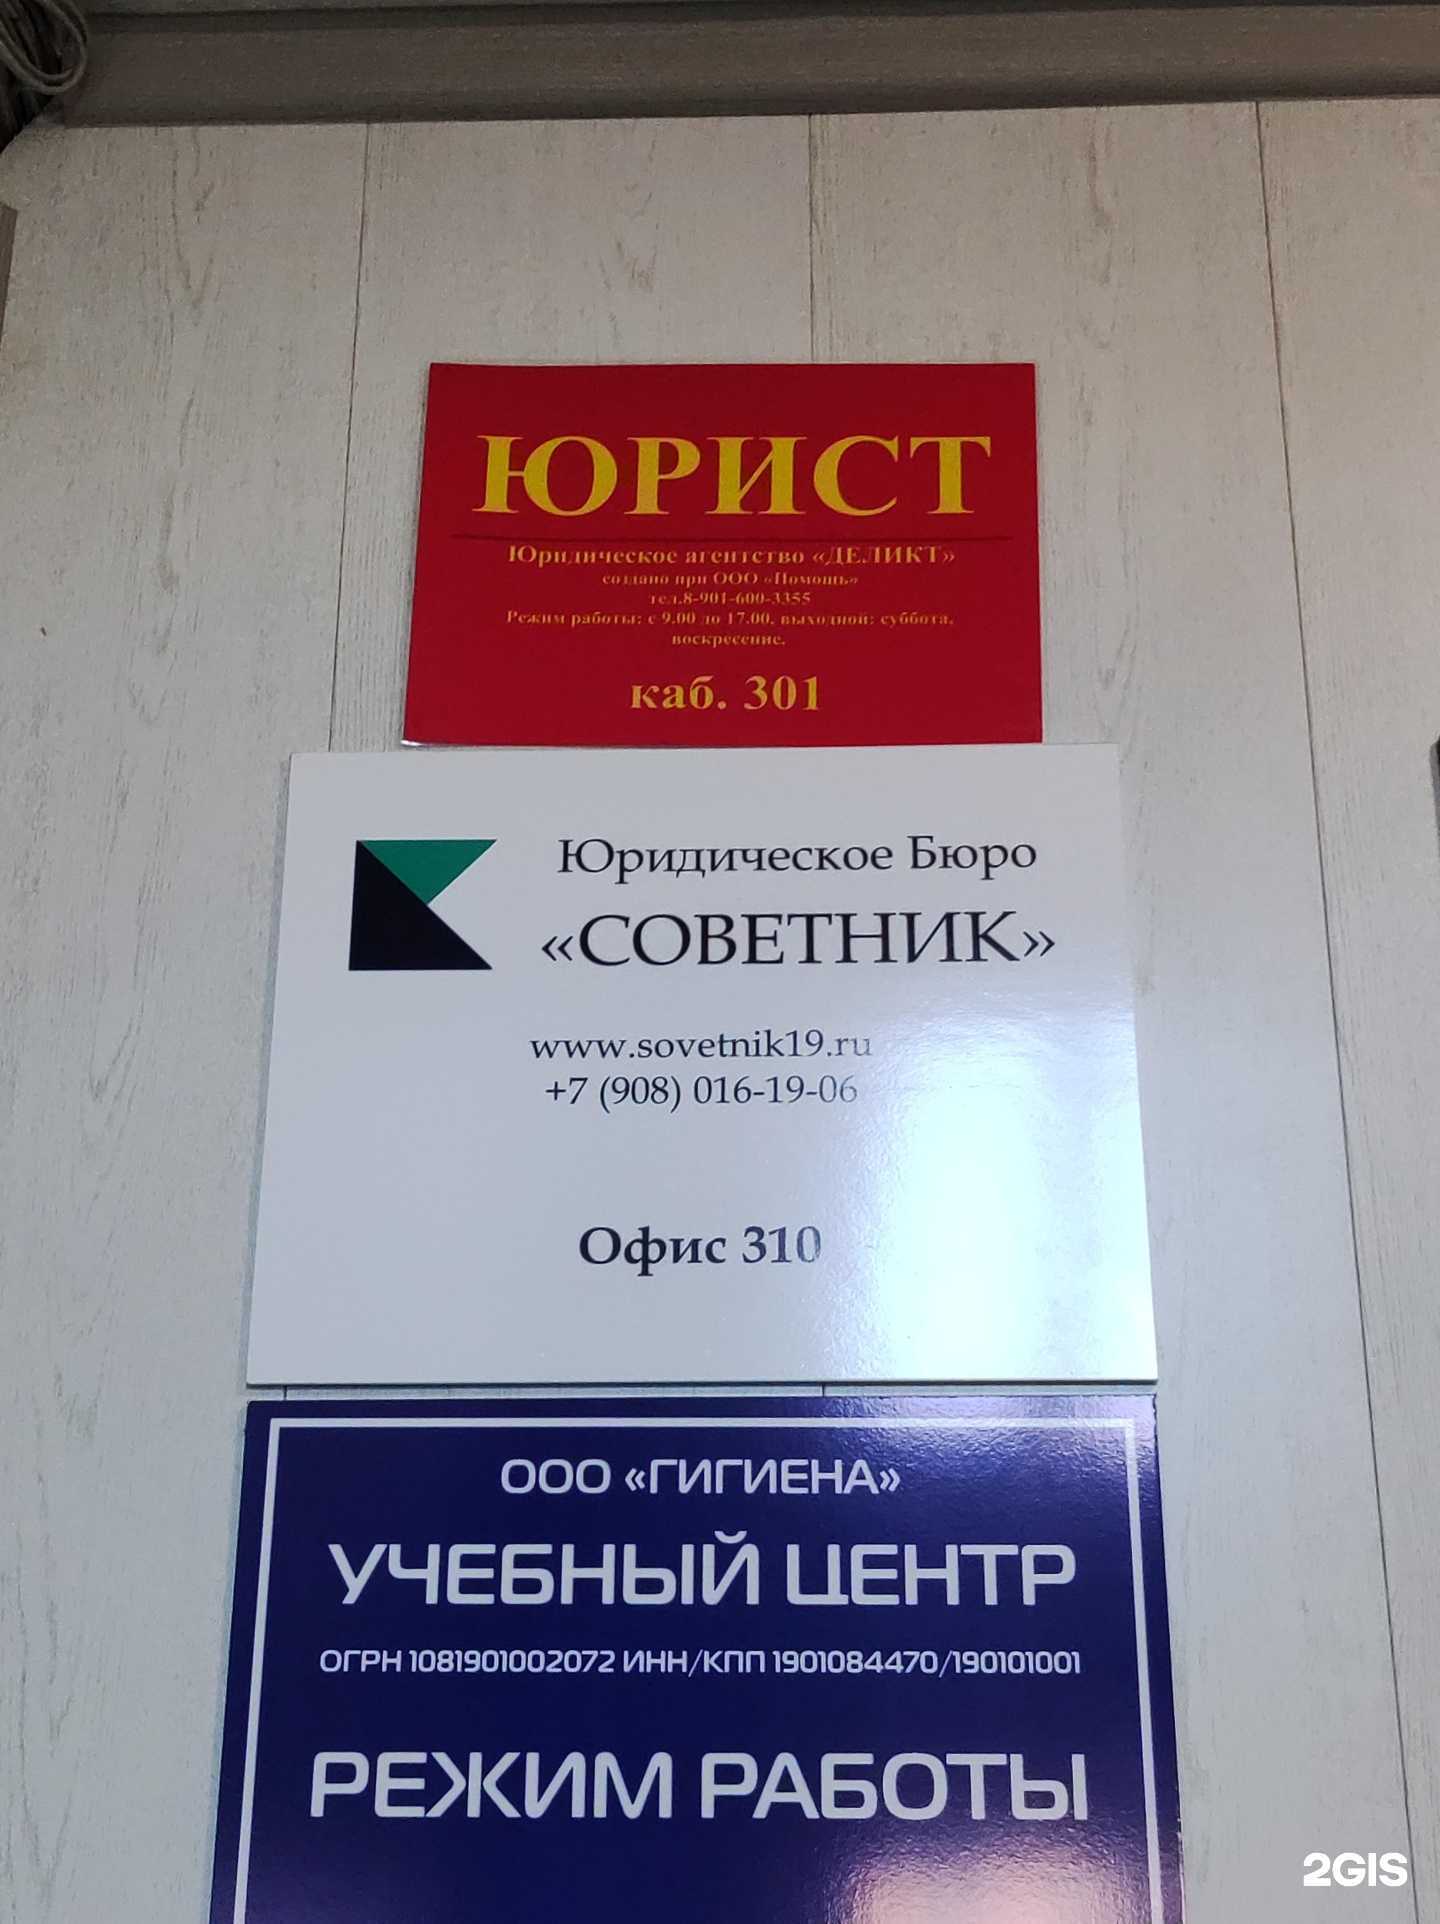 ЮРИСТ
Юридическое агентство «ДЕЛИКТ»
создано при ООО «Помощь»
тел.8-901-600-3355
Режим работы: с 9.00 до 17.00, выходной: суббота,
воскресение.
каб. 301
Юридическое Бюро
«СОВЕТНИК»
www.sovetnik19.ru
+7 (908) 016-19-06
Офис 310
ООО «ГИГИЕНА»
УЧЕБНЫЙ ЦЕНТР
ОГРН 1081901002072 ИНН/КПП 1901084470/190101001
РЕЖИМ РАБОТЫ
2GIS